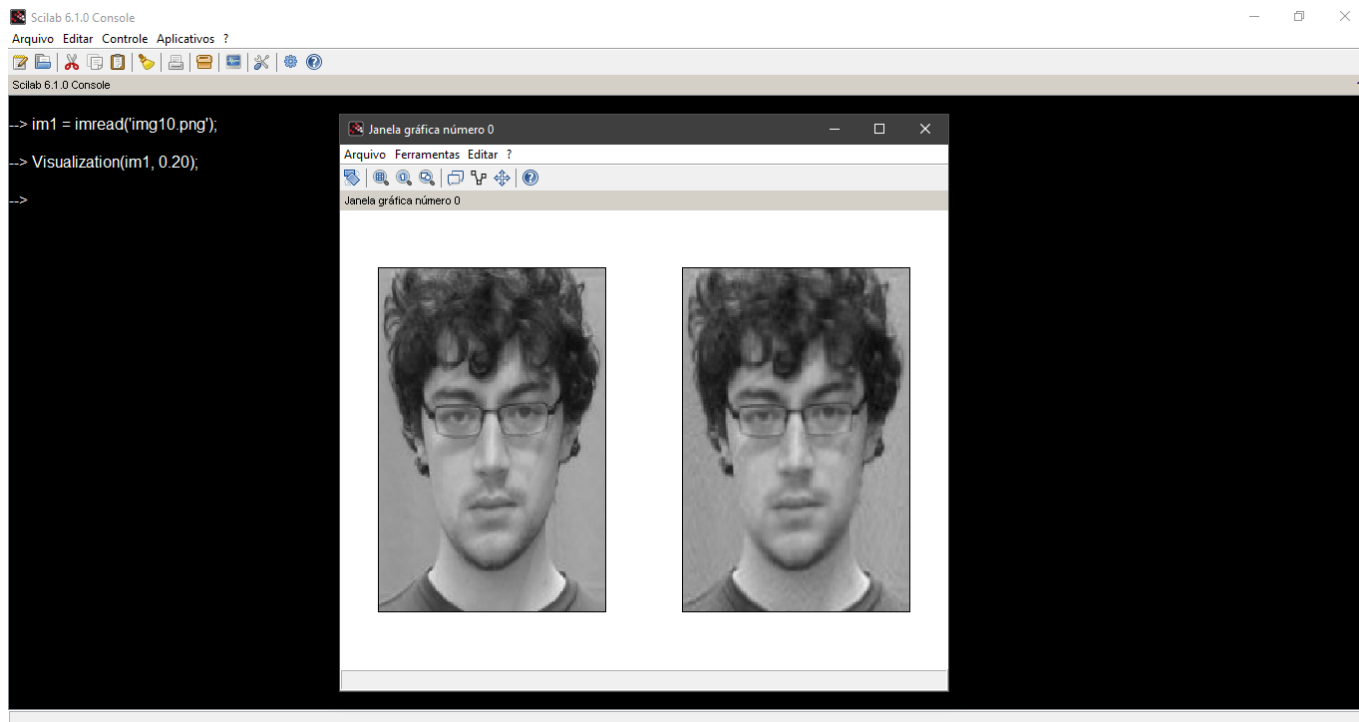 Scilab 6.1.0 Console
Arquivo Editar Controle Aplicativos ?
Scilab 6.1.0 Console
--> im1 = imread('img10.png');
--> Visualization(im1, 0.20);
-->
Janela gráfica número 0
Arquivo Ferramentas Editar ?
Janela gráfica número 0